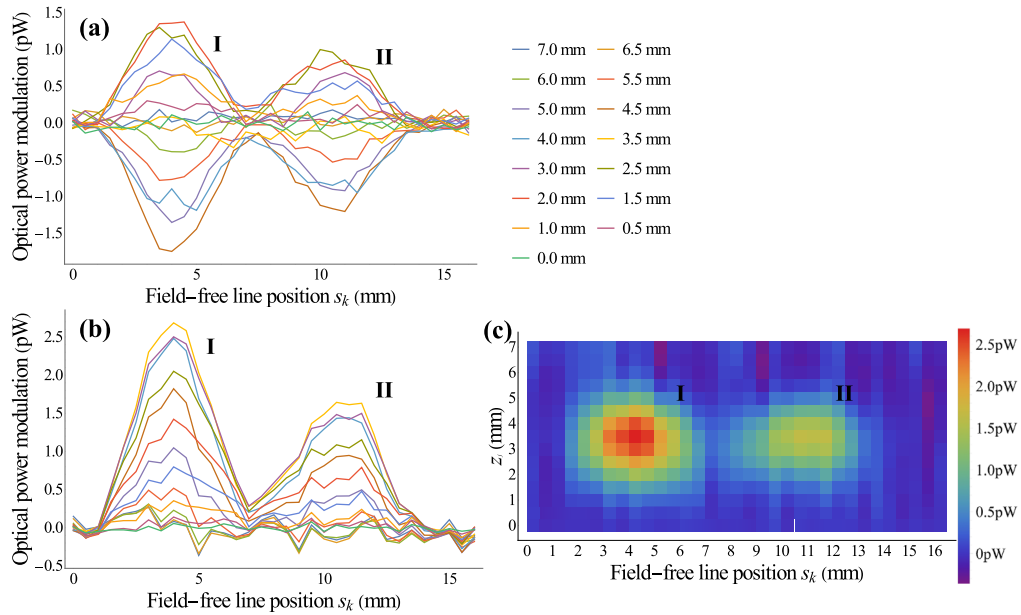 (a)
I
II
Optical power modulation (pW)
1.5
1.0
0.5
0.0
−0.5
−1.0
−1.5
0 5 10 15
Field−free line position sk (mm)
7.0 mm 6.5 mm
6.0 mm 5.5 mm
5.0 mm 4.5 mm
4.0 mm 3.5 mm
3.0 mm 2.5 mm
2.0 mm 1.5 mm
1.0 mm 0.5 mm
0.0 mm
(b)
I
II
Optical power modulation (pW)
2.5
2.0
1.5
1.0
0.5
0.0
−0.5
0 5 10 15
Field−free line position sk (mm)
(c)
I
II
z (mm)
7
6
5
4
3
2
1
0
0 1 2 3 4 5 6 7 8 9 10 11 12 13 14 15 16
Field−free line position sk (mm)
2.5pW
2.0pW
1.5pW
1.0pW
0.5pW
0pW